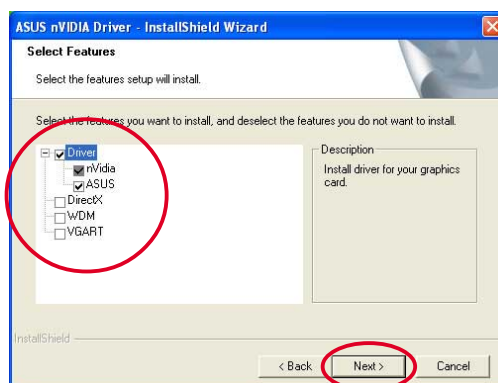 ASUS nVIDIA Driver - InstallShield Wizard
Select Features
Select the features setup will install.
Select the features you want to install, and deselect the features you do not want to install.
Driver
nVidia
ASUS
DirectX
WDM
VGART
Description
Install driver for your graphics
card.
InstallShield
< Back
Next >
Cancel